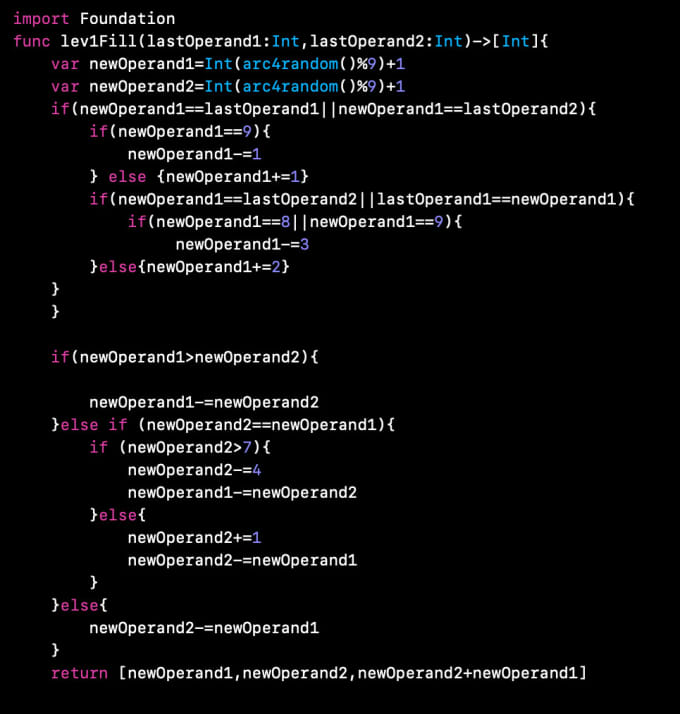 import Foundation
func lev1Fill(lastOperand1:Int,lastOperand2:Int)->[Int]{
    var newOperand1=Int(arc4random()%9)+1
    var newOperand2=Int(arc4random()%9)+1
    if(newOperand1==lastOperand1||newOperand1==lastOperand2){
        if(newOperand1==9){
            newOperand1-=1
        } else {newOperand1+=1}
        if(newOperand1==lastOperand2||lastOperand1==newOperand1){
            if(newOperand1==8||newOperand1==9){
                newOperand1-=3
        }else{newOperand1+=2}
    }
    }
    if(newOperand1>newOperand2){
        newOperand1-=newOperand2
    }else if (newOperand2==newOperand1){
        if (newOperand2>7){
            newOperand2-=4
            newOperand1-=newOperand2
        }else{
            newOperand2+=1
            newOperand2-=newOperand1
        }
    }else{
        newOperand2-=newOperand1
    }
    return [newOperand1,newOperand2,newOperand2+newOperand1]